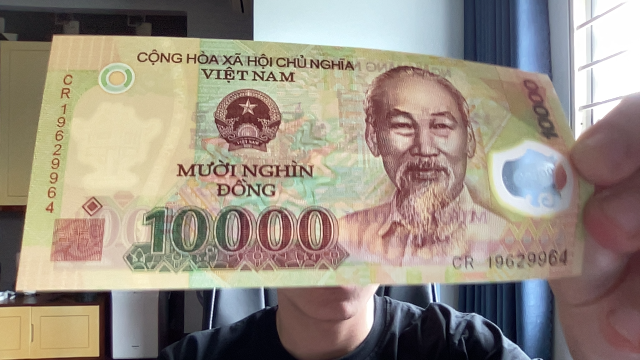 CỘNG HÒA XÃ HỘI CHỦ NGHĨA
VIỆT NAM
CR 19629964
MƯỜI NGHÌN
ĐỒNG
10000
10000
CR 19629964